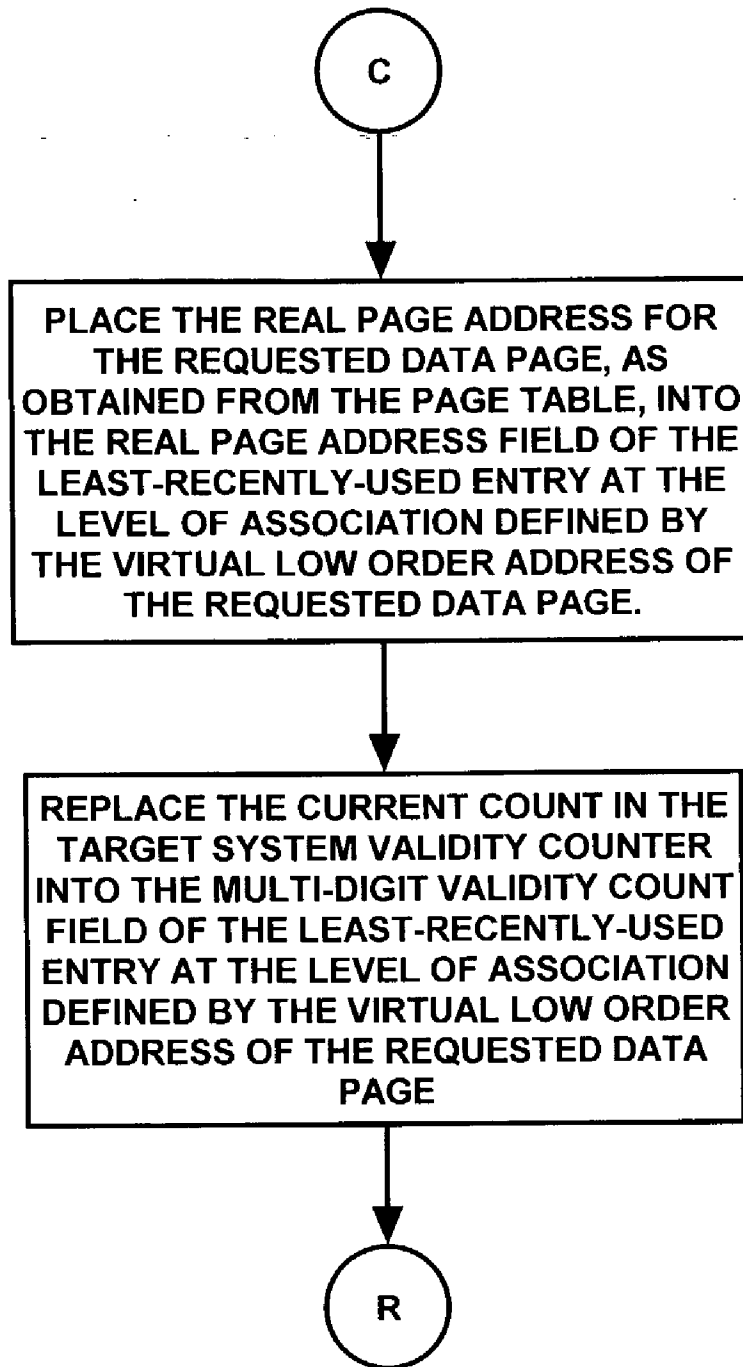 C
PLACE THE REAL PAGE ADDRESS FOR
THE REQUESTED DATA PAGE, AS
OBTAINED FROM THE PAGE TABLE, INTO
THE REAL PAGE ADDRESS FIELD OF THE
LEAST-RECENTLY-USED ENTRY AT THE
LEVEL OF ASSOCIATION DEFINED BY
THE VIRTUAL LOW ORDER ADDRESS OF
THE REQUESTED DATA PAGE.
REPLACE THE CURRENT COUNT IN THE
TARGET SYSTEM VALIDITY COUNTER
INTO THE MULTI-DIGIT VALIDITY COUNT
FIELD OF THE LEAST-RECENTLY-USED
ENTRY AT THE LEVEL OF ASSOCIATION
DEFINED BY THE VIRTUAL LOW ORDER
ADDRESS OF THE REQUESTED DATA
PAGE
R